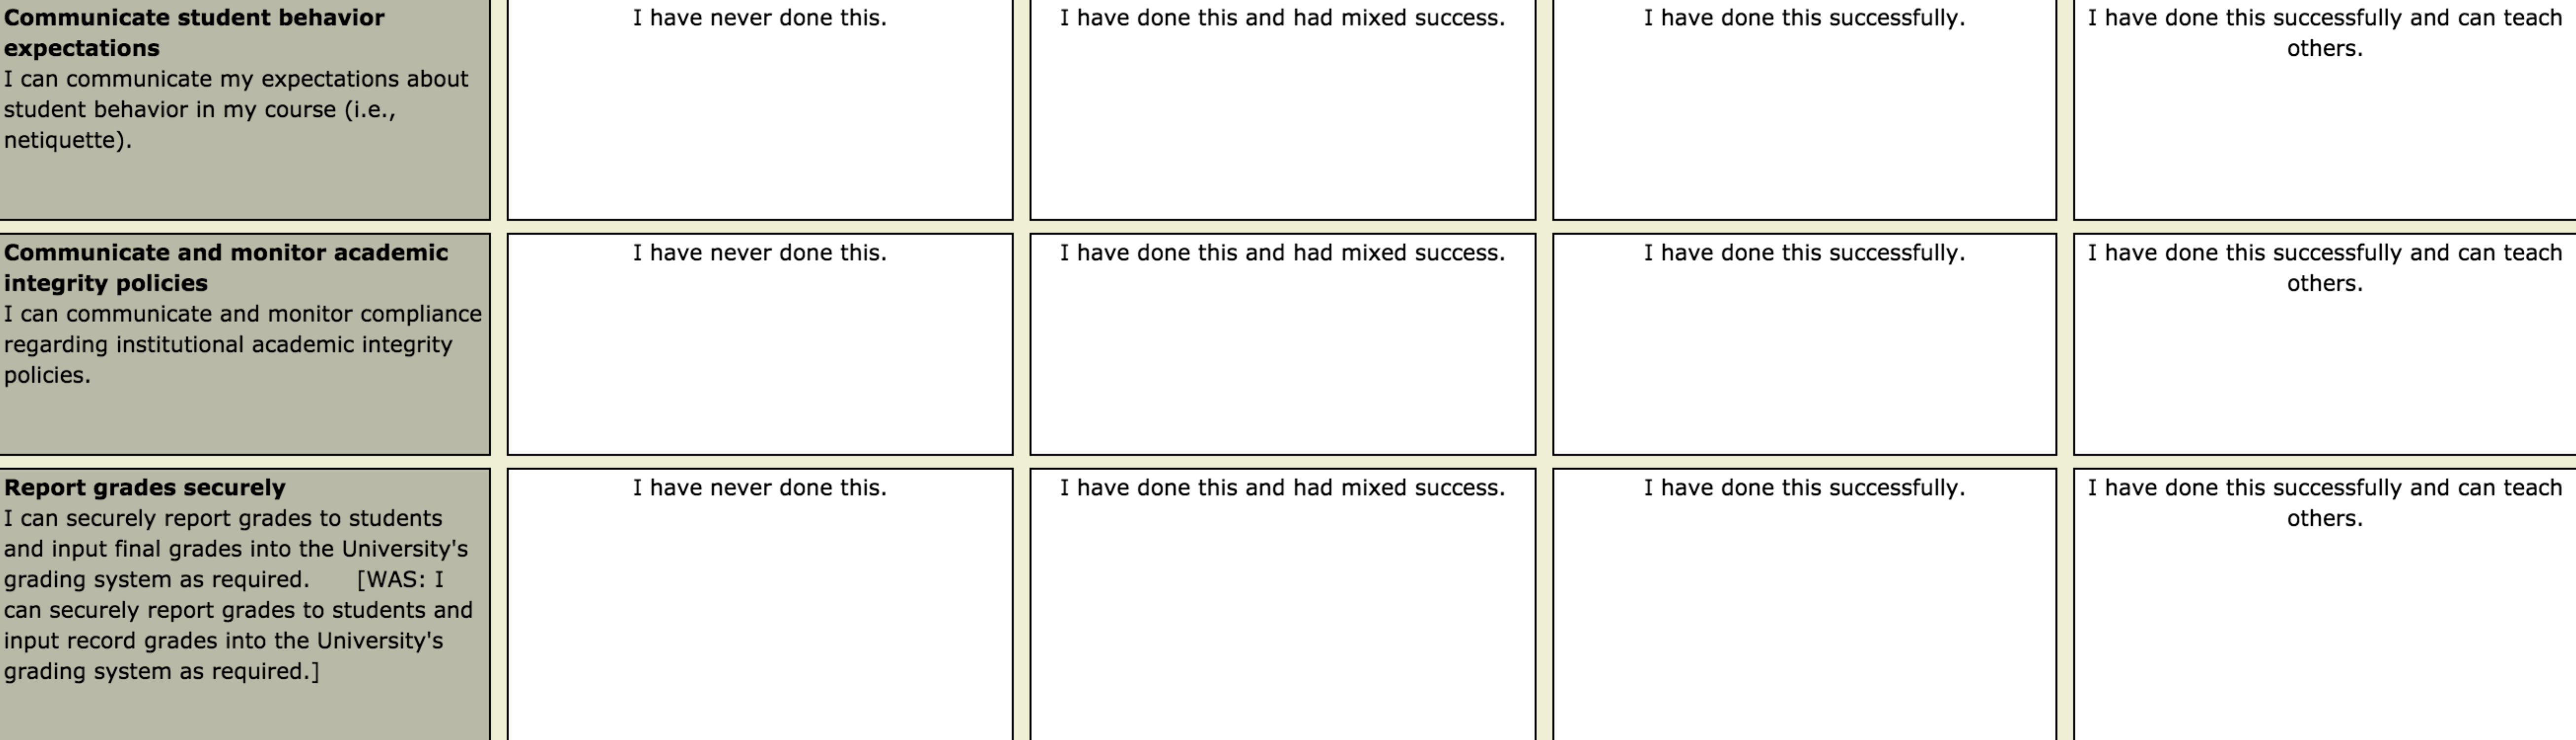 Communicate student behavior
expectations
I can communicate my expectations about
student behavior in my course (i.e.,
netiquette).
I have never done this.
I have done this and had mixed success.
I have done this successfully.
I have done this successfully and can teach
others.
Communicate and monitor academic
integrity policies
I can communicate and monitor compliance
regarding institutional academic integrity
policies.
I have never done this.
I have done this and had mixed success.
I have done this successfully.
I have done this successfully and can teach
others.
Report grades securely
I can securely report grades to students
and input final grades into the University's
grading system as required. [WAS: I
can securely report grades to students and
input record grades into the University's
grading system as required.]
I have never done this.
I have done this and had mixed success.
I have done this successfully.
I have done this successfully and can teach
others.